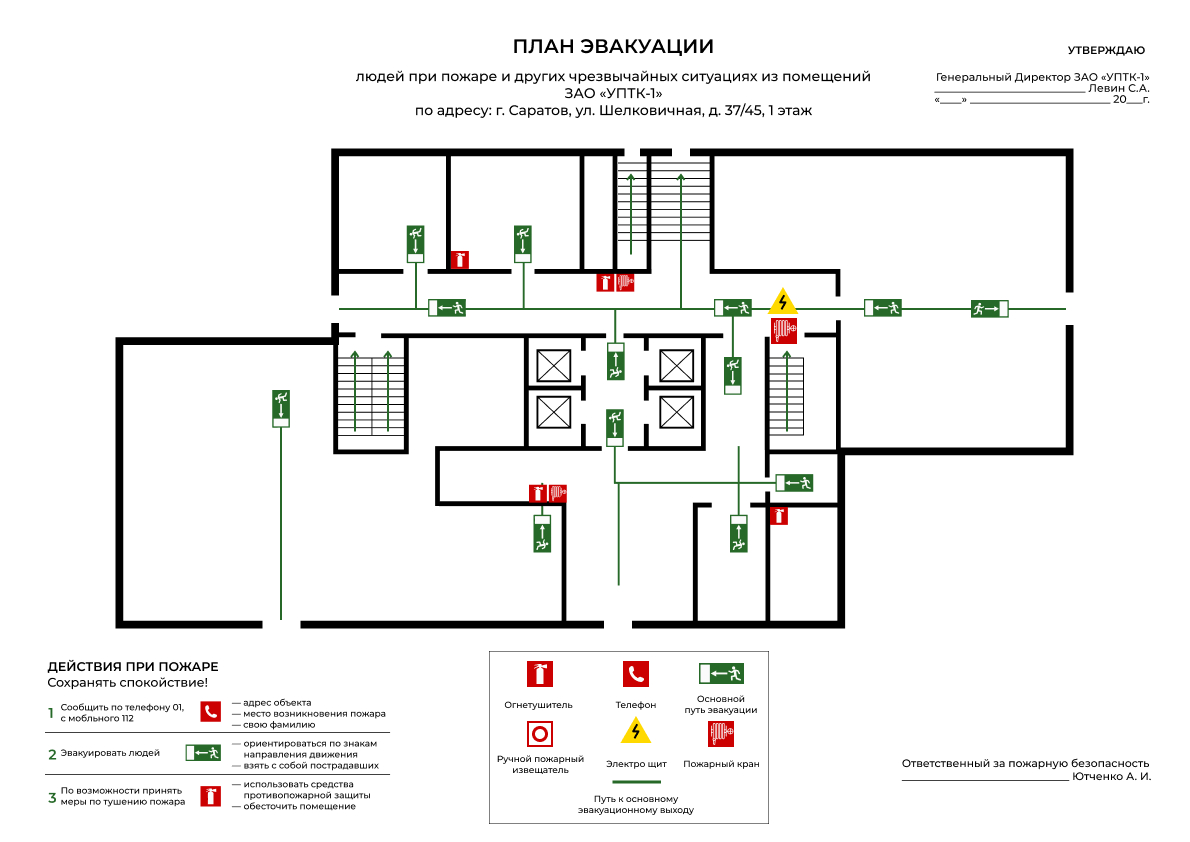 ПЛАН ЭВАКУАЦИИ
людей при пожаре и других чрезвычайных ситуациях из помещений
ЗАО «УПТК-1»
по адресу: г. Саратов, ул. Шелковичная, д. 37/45, 1 этаж
УТВЕРЖДАЮ
Генеральный Директор ЗАО «УПТК-1»
____________________________ Левин С.А.
«____» __________________________ 20___г.
ДЕЙСТВИЯ ПРИ ПОЖАРЕ
Сохранять спокойствие!
1 Сообщить по телефону 01,
с мобльного 112
— адрес объекта
— место возникновения пожара
— свою фамилию
2 Эвакуировать людей
— ориентироваться по знакам
направления движения
— взять с собой пострадавших
3 По возможности принять
меры по тушению пожара
— использовать средства
противопожарной защиты
— обесточить помещение
Огнетушитель
Телефон
Основной
путь эвакуации
Ручной пожарный
извещатель
Электро щит
Пожарный кран
Путь к основному
эвакуационному выходу
Ответственный за пожарную безопасность
_______________________________ Ютченко А. И.